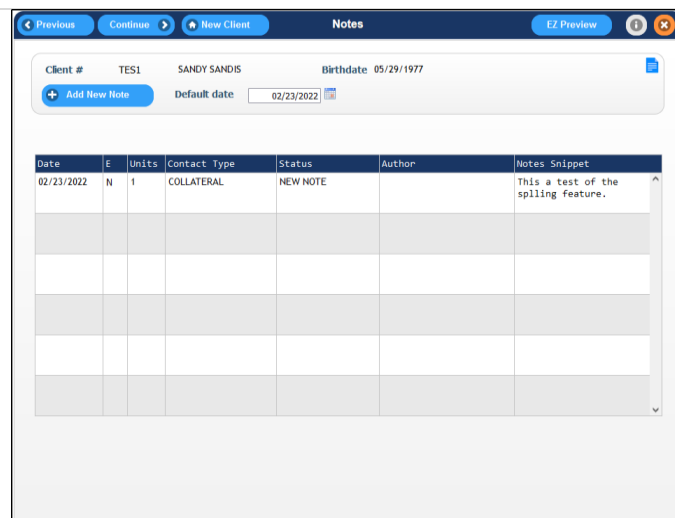 Previous Continue New Client Notes EZ Preview
Client # TES1 SANDY SANDIS Birthdate 05/29/1977
Add New Note Default date 02/23/2022
Date E Units Contact Type Status Author Notes Snippet
02/23/2022 N 1 COLLATERAL NEW NOTE This a test of the
splling feature.